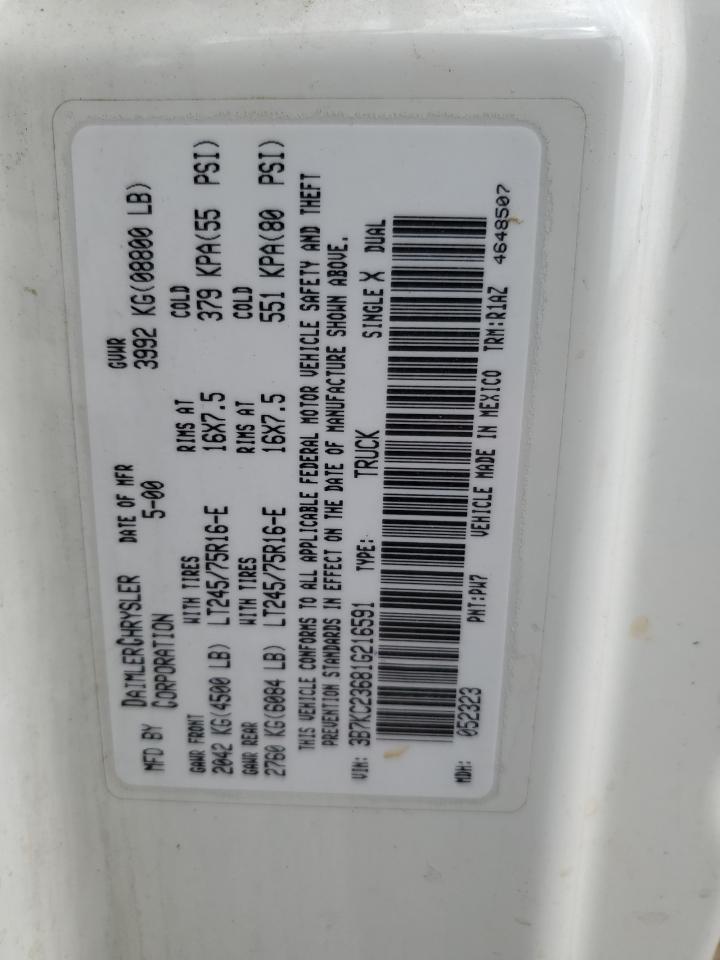 MFD BY DAIMLERCHRYSLER CORPORATION DATE OF MFR 5-00 GVWR 3992 KG(08800 LB)
GAWR FRONT WITH TIRES RIMS AT COLD
2042 KG(4500 LB) LT245/75R16-E 16X7.5 379 KPA(55 PSI)
GAWR REAR WITH TIRES RIMS AT COLD
2760 KG(6084 LB) LT245/75R16-E 16X7.5 551 KPA(80 PSI)
THIS VEHICLE CONFORMS TO ALL APPLICABLE FEDERAL MOTOR VEHICLE SAFETY AND THEFT
PREVENTION STANDARDS IN EFFECT ON THE DATE OF MANUFACTURE SHOWN ABOVE.
VIN: 3B7KC23681G216591 TYPE: TRUCK SINGLE X DUAL
MDH: 052323 PNT:PW7 VEHICLE MADE IN MEXICO TRM:R1AZ 4648507